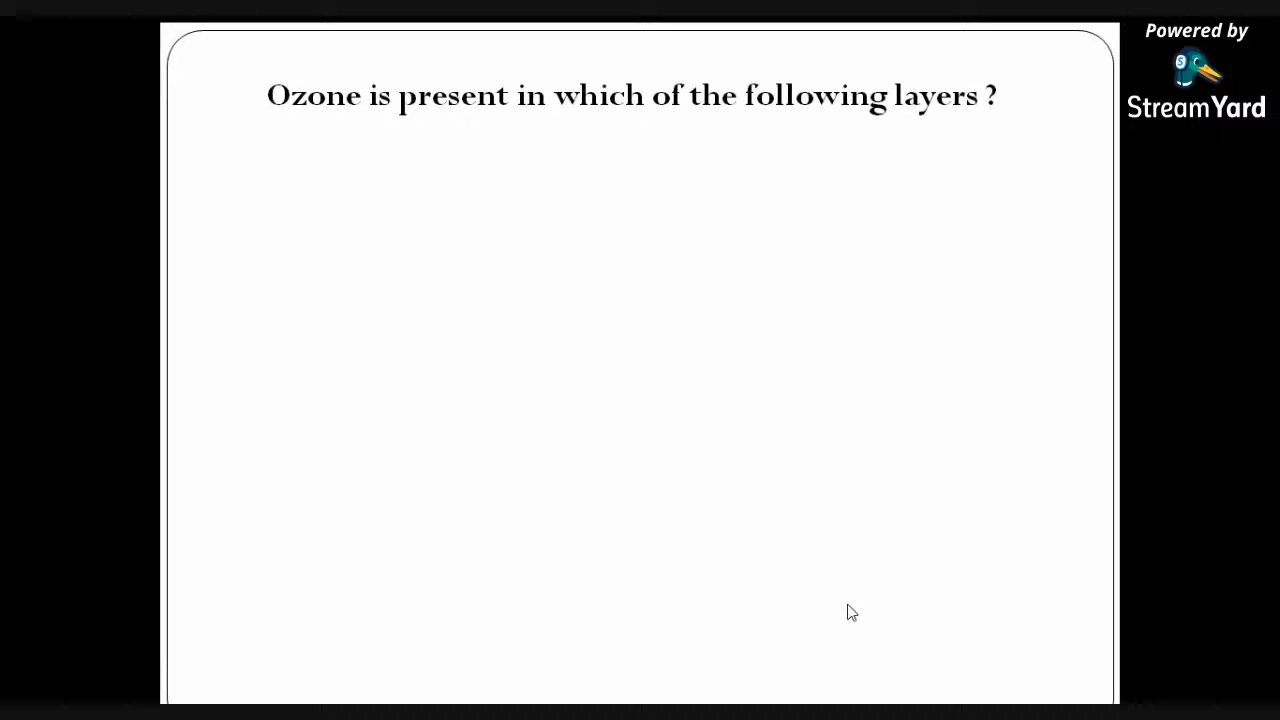 Powered by
StreamYard
Ozone is present in which of the following layers ?